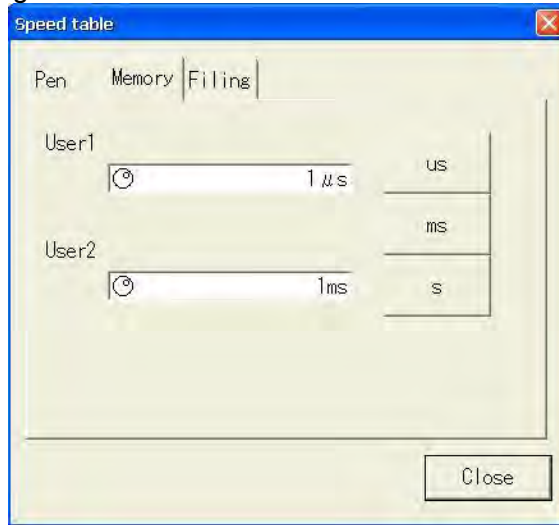 Speed table
Pen Memory Filing
User1
1μs
us
ms
User2
1ms
s
Close